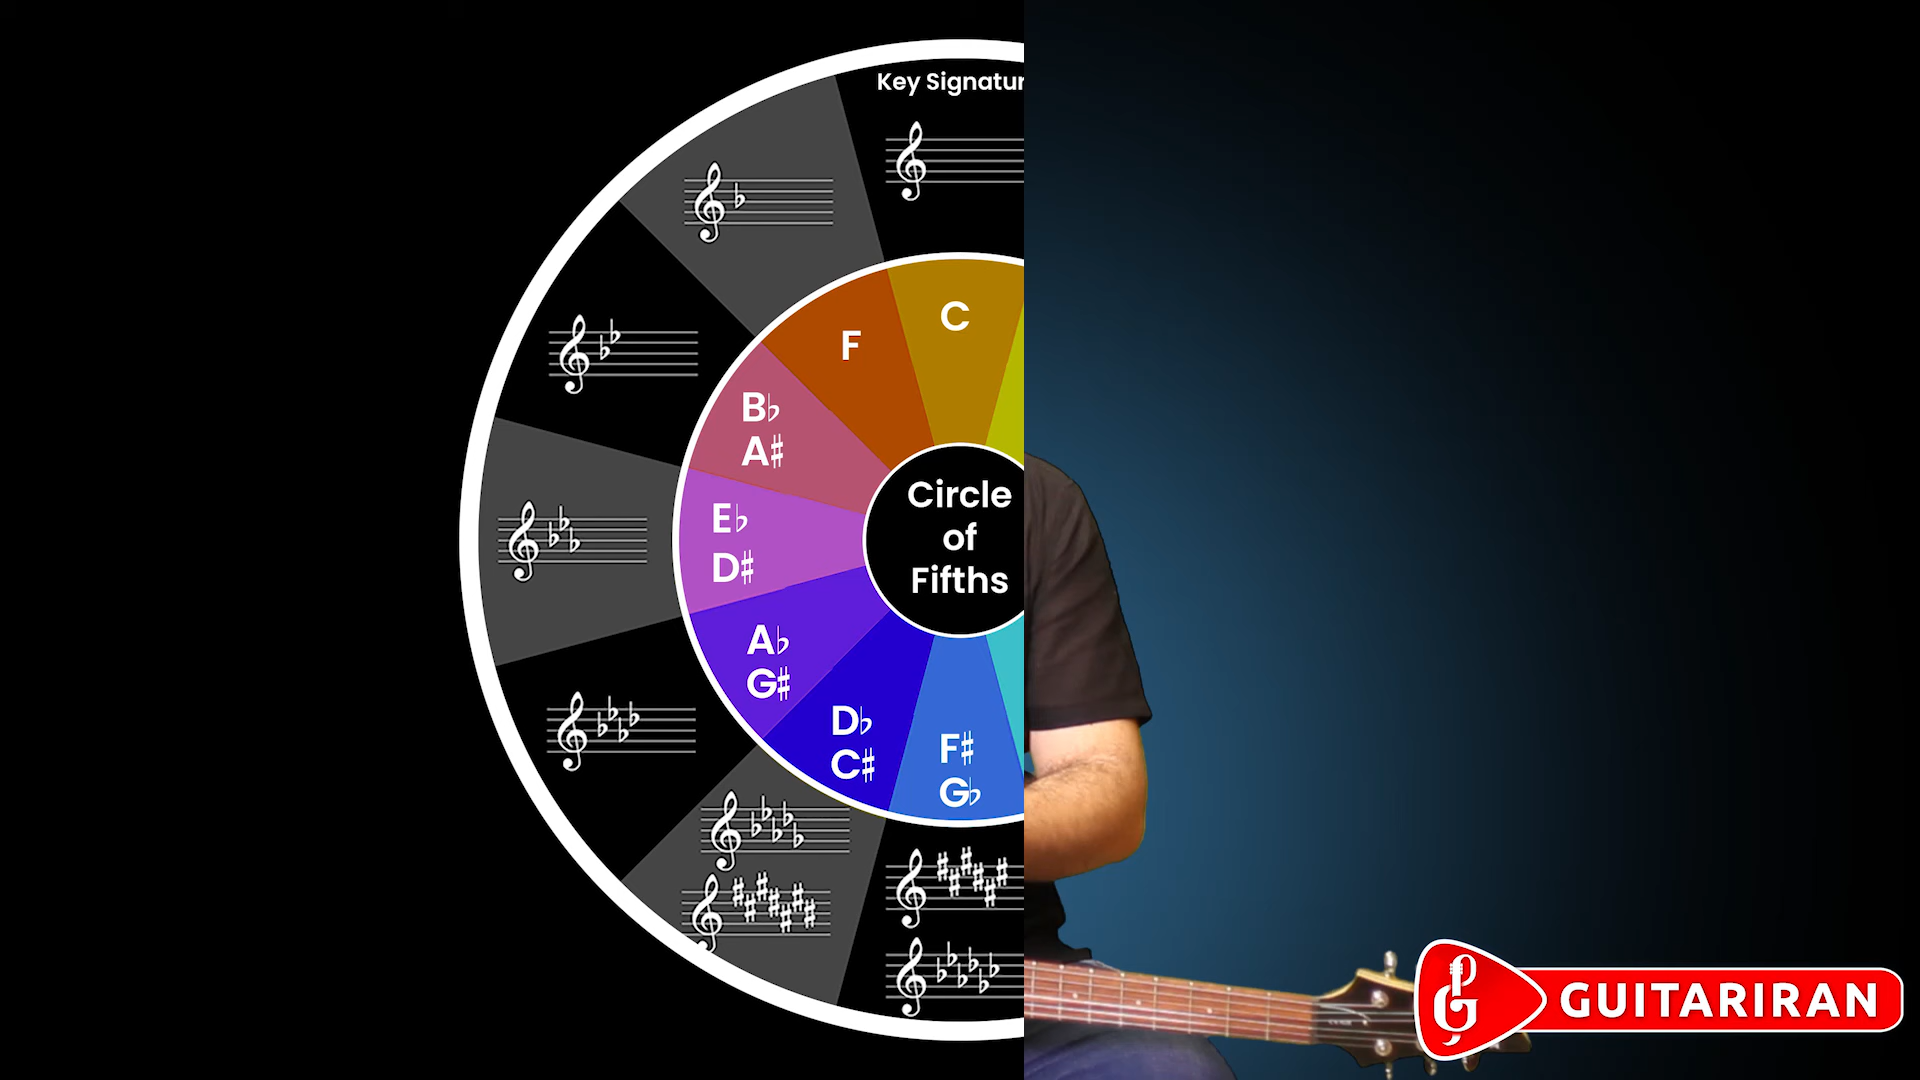 Key Signatur
C
F
B♭
A♯
E♭
D♯
A♭
G♯
D♭
C♯
F♯
G♭
Circle
of
Fifths
GUITARIRAN